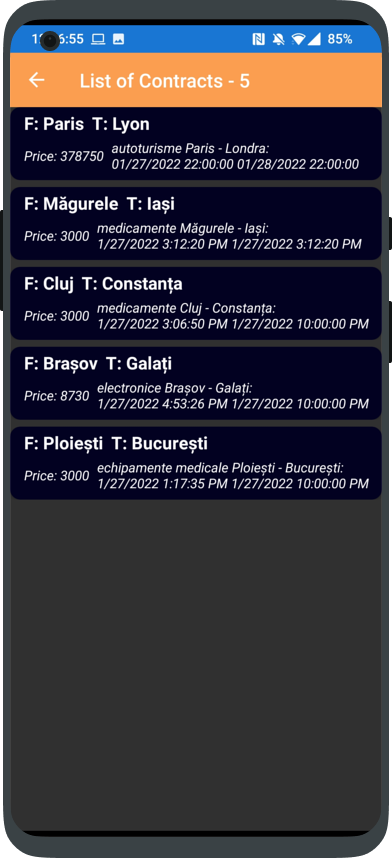 85%
List of Contracts - 5
F: Paris T: Lyon
Price: 378750 autoturisme Paris - Londra:
01/27/2022 22:00:00 01/28/2022 22:00:00
F: Măgurele T: Iași
Price: 3000 medicamente Măgurele - Iași:
1/27/2022 3:12:20 PM 1/27/2022 3:12:20 PM
F: Cluj T: Constanța
Price: 3000 medicamente Cluj - Constanța:
1/27/2022 3:06:50 PM 1/27/2022 10:00:00 PM
F: Brașov T: Galați
Price: 8730 electronice Brașov - Galați:
1/27/2022 4:53:26 PM 1/27/2022 10:00:00 PM
F: Ploiești T: București
Price: 3000 echipamente medicale Ploiești - București:
1/27/2022 1:17:35 PM 1/27/2022 10:00:00 PM